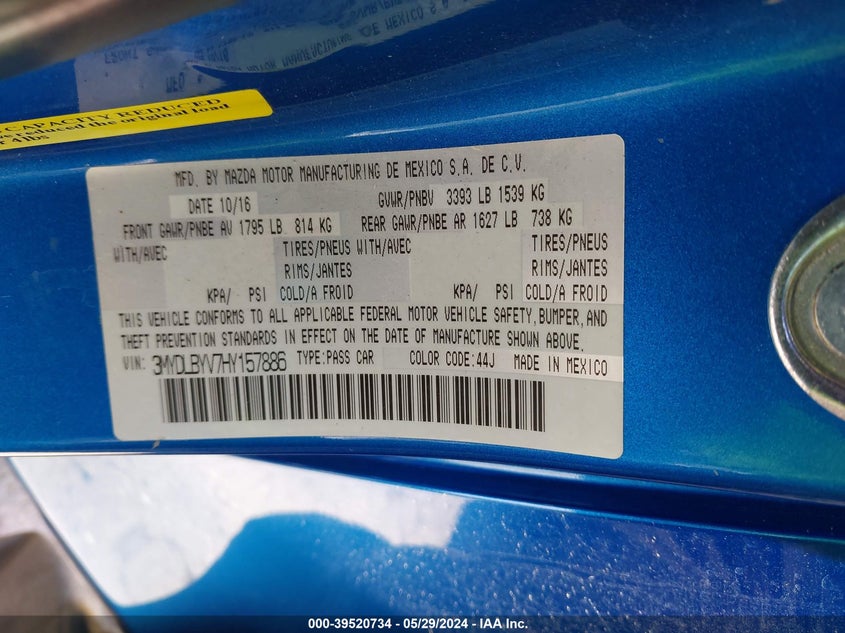 CAPACITY REDUCED
reduced the original load
4lbs
MFD. BY MAZDA MOTOR MANUFACTURING DE MEXICO S.A. DE C.V.
DATE 10/16 GVWR/PNBV 3393 LB 1539 KG
FRONT GAWR/PNBE AV 1795 LB 814 KG REAR GAWR/PNBE AR 1627 LB 738 KG
WITH/AVEC TIRES/PNEUS WITH/AVEC TIRES/PNEUS
RIMS/JANTES RIMS/JANTES
KPA/ PSI COLD/A FROID KPA/ PSI COLD/A FROID
THIS VEHICLE CONFORMS TO ALL APPLICABLE FEDERAL MOTOR VEHICLE SAFETY, BUMPER, AND
THEFT PREVENTION STANDARDS IN EFFECT ON THE DATE OF MANUFACTURE SHOWN ABOVE.
VIN: 3MYDLBYV7HY157886 TYPE:PASS CAR COLOR CODE:44J MADE IN MEXICO
000-39520734 - 05/29/2024 - IAA Inc.